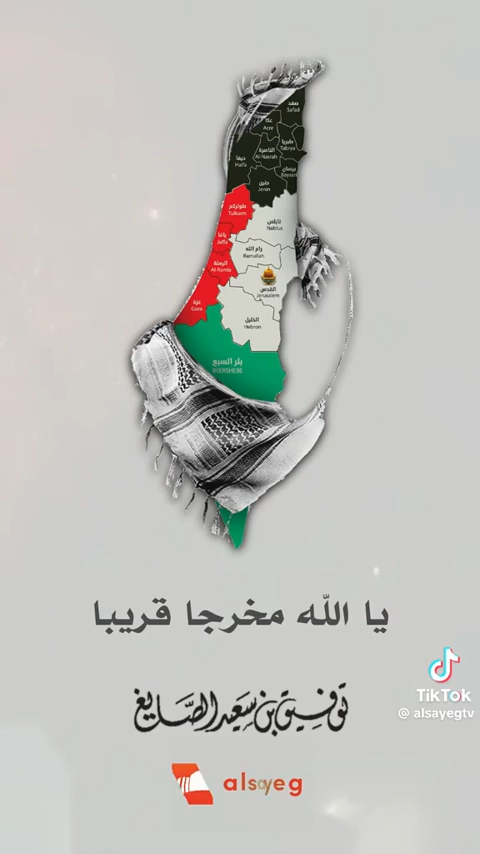 صفد
Safad
عكا
Acre
طبريا
Tabrya
الناصرة
Al-Nasrah
حيفا
Haifa
بيسان
Baysan
جنين
Jenin
طولكرم
Tulkarm
نابلس
Nablus
يافا
Jaffa
رام الله
Ramallah
الرملة
Al-Ramla
القدس
Jerusalem
غزة
Gaza
الخليل
Hebron
بئر السبع
BEERSHEBE
يا الله مخرجا قريبا
توفيق بن سعيد الصايغ
alsayeg
TikTok
@alsayegtv